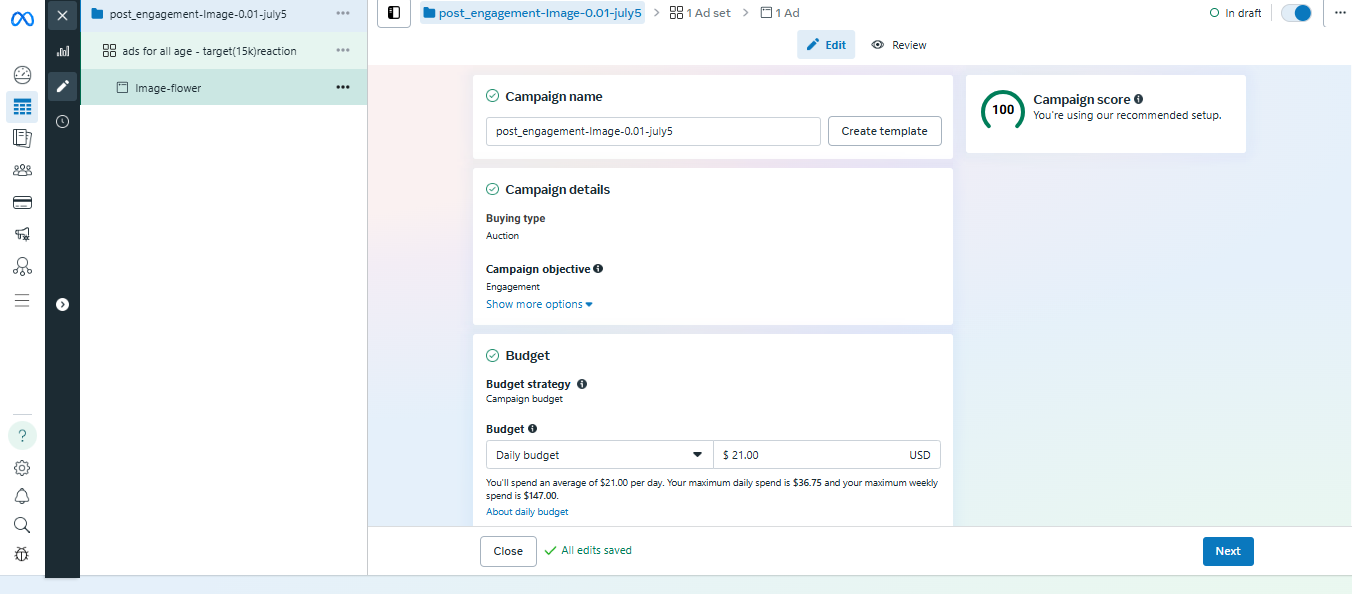 post_engagement-Image-0.01-july5
ads for all age - target(15k)reaction
Image-flower
post_engagement-Image-0.01-july5
1 Ad set
1 Ad
In draft
Edit
Review
Campaign name
post_engagement-Image-0.01-july5
Create template
Campaign score
100
You're using our recommended setup.
Campaign details
Buying type
Auction
Campaign objective
Engagement
Show more options
Budget
Budget strategy
Campaign budget
Budget
Daily budget
$ 21.00
USD
You'll spend an average of $21.00 per day. Your maximum daily spend is $36.75 and your maximum weekly
spend is $147.00.
About daily budget
Close
All edits saved
Next